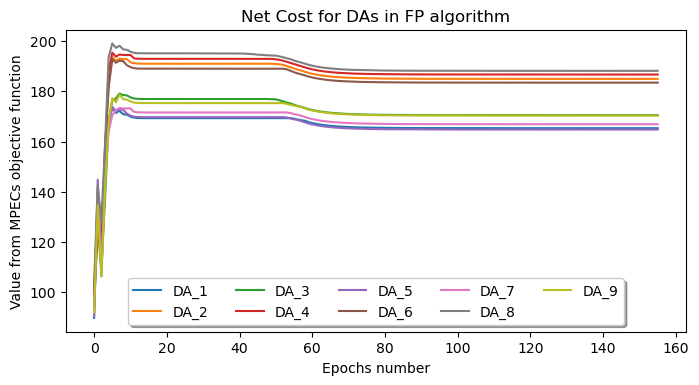 Net Cost for DAs in FP algorithm
Value from MPECs objective function
200
180
160
140
120
100
DA_1 DA_3 DA_5 DA_7 DA_9
DA_2 DA_4 DA_6 DA_8
0 20 40 60 80 100 120 140 160
Epochs number